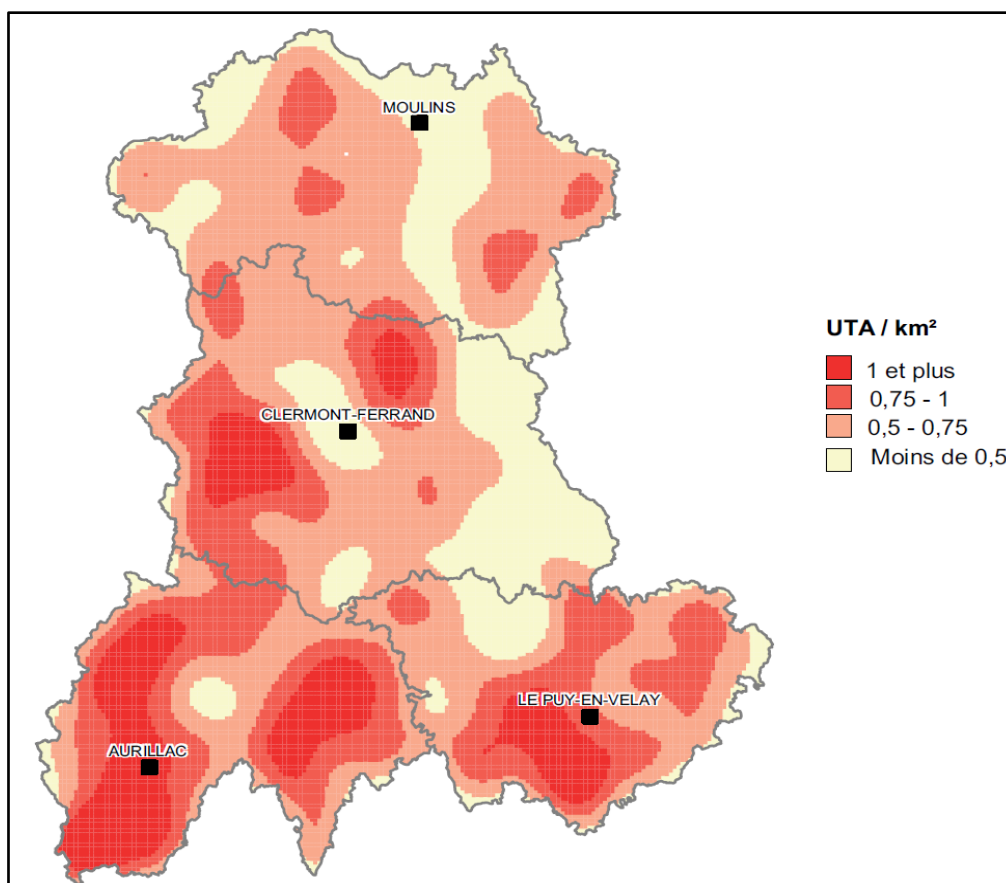 MOULINS
CLERMONT-FERRAND
LE PUY-EN-VELAY
AURILLAC
UTA / km²
1 et plus
0,75 - 1
0,5 - 0,75
Moins de 0,5